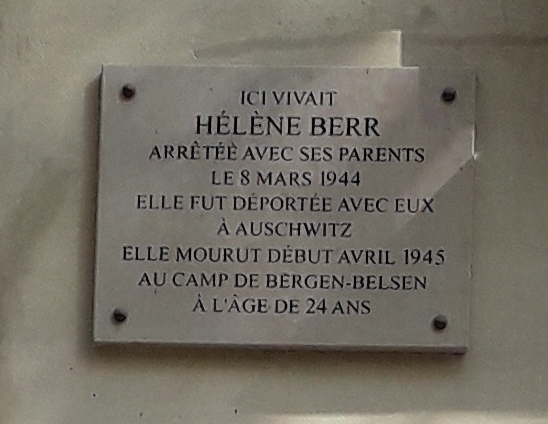 ICI VIVAIT
HÉLÈNE BERR
ARRÊTÉE AVEC SES PARENTS
LE 8 MARS 1944
ELLE FUT DÉPORTÉE AVEC EUX
À AUSCHWITZ
ELLE MOURUT DÉBUT AVRIL 1945
AU CAMP DE BERGEN-BELSEN
À L'ÂGE DE 24 ANS